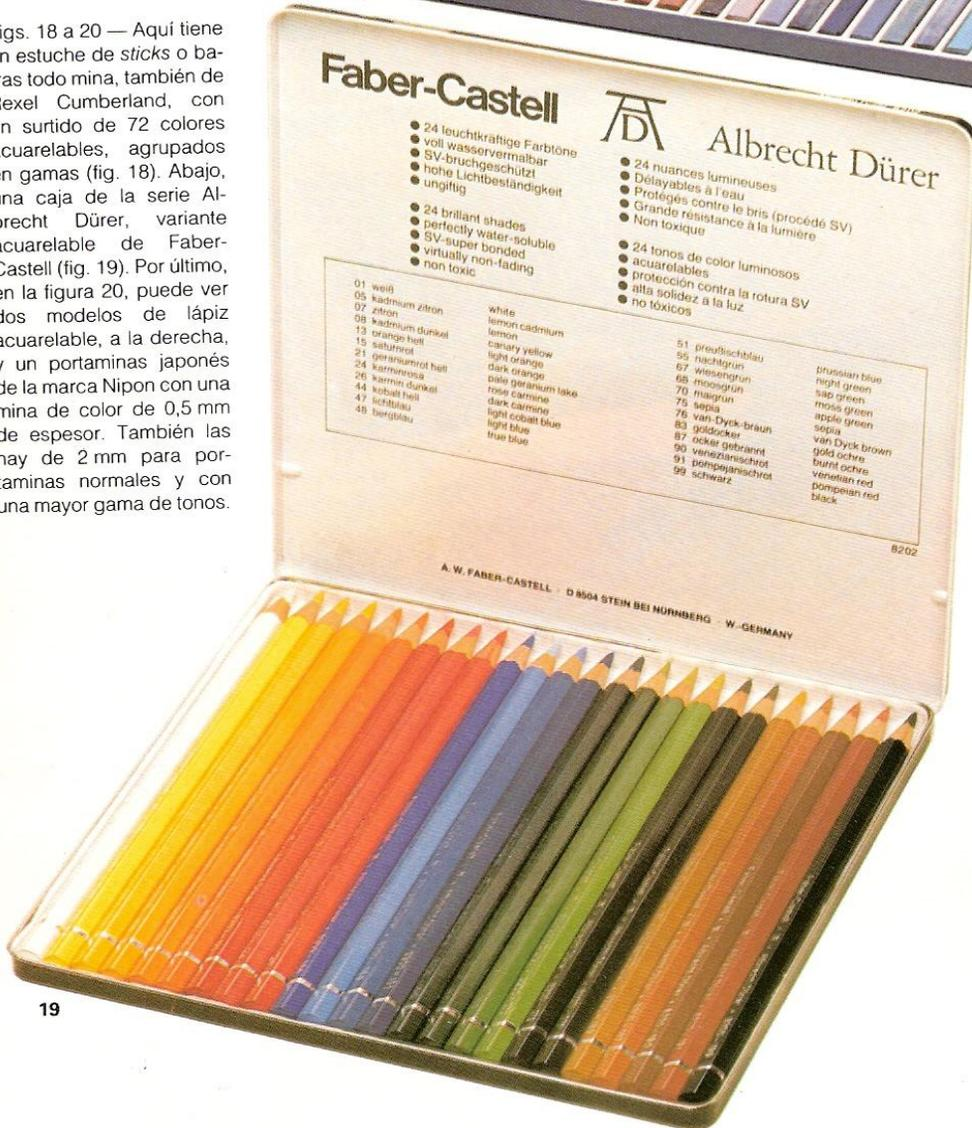 igs. 18 a 20 — Aquí tiene
n estuche de sticks o ba-
ras todo mina, también de
Rexel Cumberland, con
n surtido de 72 colores
acuarelables, agrupados
en gamas (fig. 18). Abajo,
una caja de la serie Al-
brecht Dürer, variante
acuarelable de Faber-
Castell (fig. 19). Por último,
en la figura 20, puede ver
dos modelos de lápiz
acuarelable, a la derecha,
y un portaminas japonés
de la marca Nipon con una
mina de color de 0,5 mm
de espesor. También las
hay de 2 mm para por-
taminas normales y con
una mayor gama de tonos.
Faber-Castell
AD Albrecht Dürer
● 24 leuchtkräftige Farbtöne
● voll wasservermalbar
● SV-bruchgeschützt
● hohe Lichtbeständigkeit
● ungiftig
● 24 nuances lumineuses
● Délayables à l'eau
● Protégés contre le bris (procédé SV)
● Grande résistance à la lumière
● Non toxique
● 24 brillant shades
● perfectly water-soluble
● SV-super bonded
● virtually non-fading
● non toxic
● 24 tonos de color luminosos
● acuarelables
● protección contra la rotura SV
● alta solidez a la luz
● no tóxicos
01 weiß white
05 kadmium zitron lemon cadmium
07 zitron lemon
08 kadmium dunkel canary yellow
13 orange hell light orange
15 saturnrot dark orange
21 geraniumrot hell pale geranium lake
24 karminrosa rose carmine
26 karmin dunkel dark carmine
44 kobalt hell light cobalt blue
47 lichtblau light blue
48 bergblau true blue
51 preußischblau prussian blue
55 nachtgrün night green
67 wiesengrün sap green
68 moosgrün moss green
70 maigrün apple green
75 sepia sepia
76 van-Dyck-braun van Dyck brown
83 goldocker gold ochre
87 ocker gebrannt burnt ochre
90 venezianischrot venetian red
91 pompejanischrot pompeian red
99 schwarz black
8202
A. W. FABER-CASTELL · D 8504 STEIN BEI NÜRNBERG · W.-GERMANY
19